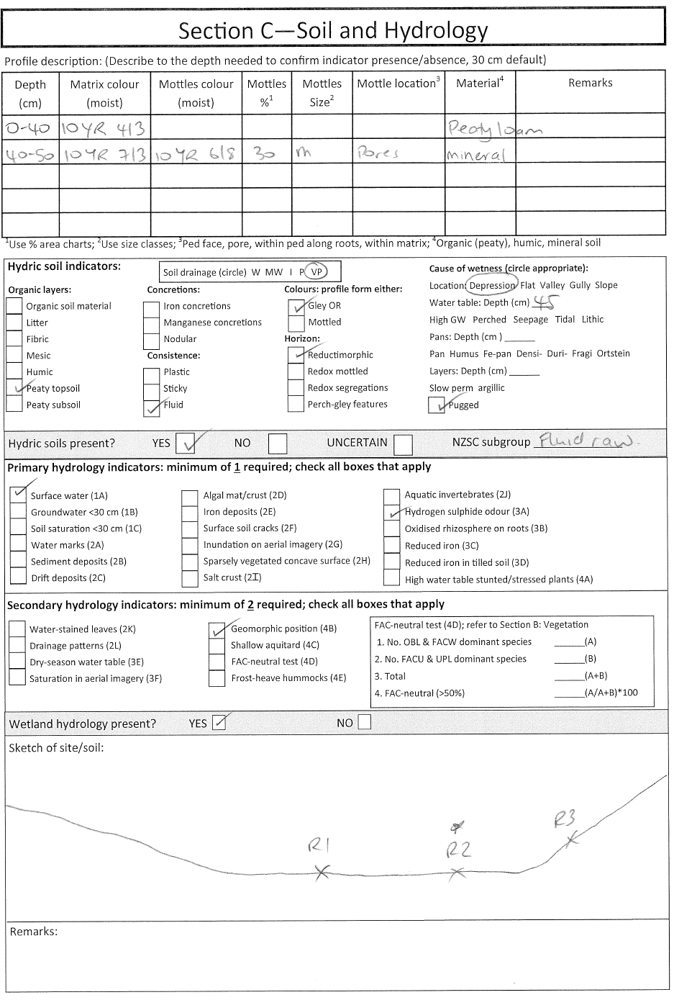 Section C—Soil and Hydrology
Profile description: (Describe to the depth needed to confirm indicator presence/absence, 30 cm default)
Depth (cm) Matrix colour (moist) Mottles colour (moist) Mottles %1 Mottles Size2 Mottle location3 Material4 Remarks
0-40 10YR 4/3 Peaty loam
40-50 10YR 7/3 10YR 6/8 30 m Pores mineral
1Use % area charts; 2Use size classes; 3Ped face, pore, within ped along roots, within matrix; 4Organic (peaty), humic, mineral soil
Hydric soil indicators:
Soil drainage (circle) W MW I P VP
Organic layers:
Organic soil material
Litter
Fibric
Mesic
Humic
Peaty topsoil
Peaty subsoil
Concretions:
Iron concretions
Manganese concretions
Nodular
Consistence:
Plastic
Sticky
Fluid
Colours: profile form either:
Gley OR
Mottled
Horizon:
Reductimorphic
Redox mottled
Redox segregations
Perch-gley features
Cause of wetness (circle appropriate):
Location: Depression Flat Valley Gully Slope
Water table: Depth (cm) 45
High GW Perched Seepage Tidal Lithic
Pans: Depth (cm )
Pan Humus Fe-pan Densi- Duri- Fragi Ortstein
Layers: Depth (cm)
Slow perm argillic
Pugged
Hydric soils present? YES NO UNCERTAIN NZSC subgroup Fluid raw.
Primary hydrology indicators: minimum of 1 required; check all boxes that apply
Surface water (1A)
Groundwater <30 cm (1B)
Soil saturation <30 cm (1C)
Water marks (2A)
Sediment deposits (2B)
Drift deposits (2C)
Algal mat/crust (2D)
Iron deposits (2E)
Surface soil cracks (2F)
Inundation on aerial imagery (2G)
Sparsely vegetated concave surface (2H)
Salt crust (2I)
Aquatic invertebrates (2J)
Hydrogen sulphide odour (3A)
Oxidised rhizosphere on roots (3B)
Reduced iron (3C)
Reduced iron in tilled soil (3D)
High water table stunted/stressed plants (4A)
Secondary hydrology indicators: minimum of 2 required; check all boxes that apply
Water-stained leaves (2K)
Drainage patterns (2L)
Dry-season water table (3E)
Saturation in aerial imagery (3F)
Geomorphic position (4B)
Shallow aquitard (4C)
FAC-neutral test (4D)
Frost-heave hummocks (4E)
FAC-neutral test (4D); refer to Section B: Vegetation
1. No. OBL & FACW dominant species (A)
2. No. FACU & UPL dominant species (B)
3. Total (A+B)
4. FAC-neutral (>50%) (A/A+B)*100
Wetland hydrology present? YES NO
Sketch of site/soil:
R1 R2 R3
Remarks: